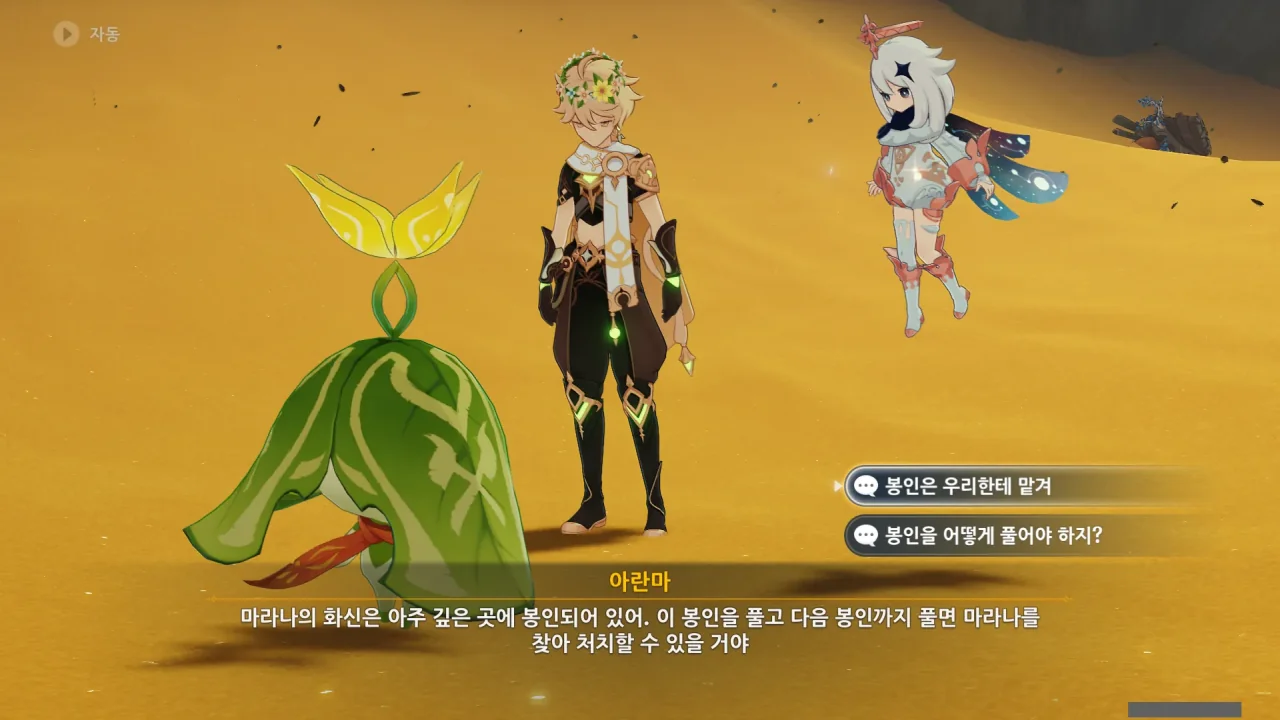 자동
봉인은 우리한테 맡겨
봉인을 어떻게 풀어야 하지?
아란마
마라나의 화신은 아주 깊은 곳에 봉인되어 있어. 이 봉인을 풀고 다음 봉인까지 풀면 마라나를
찾아 처치할 수 있을 거야